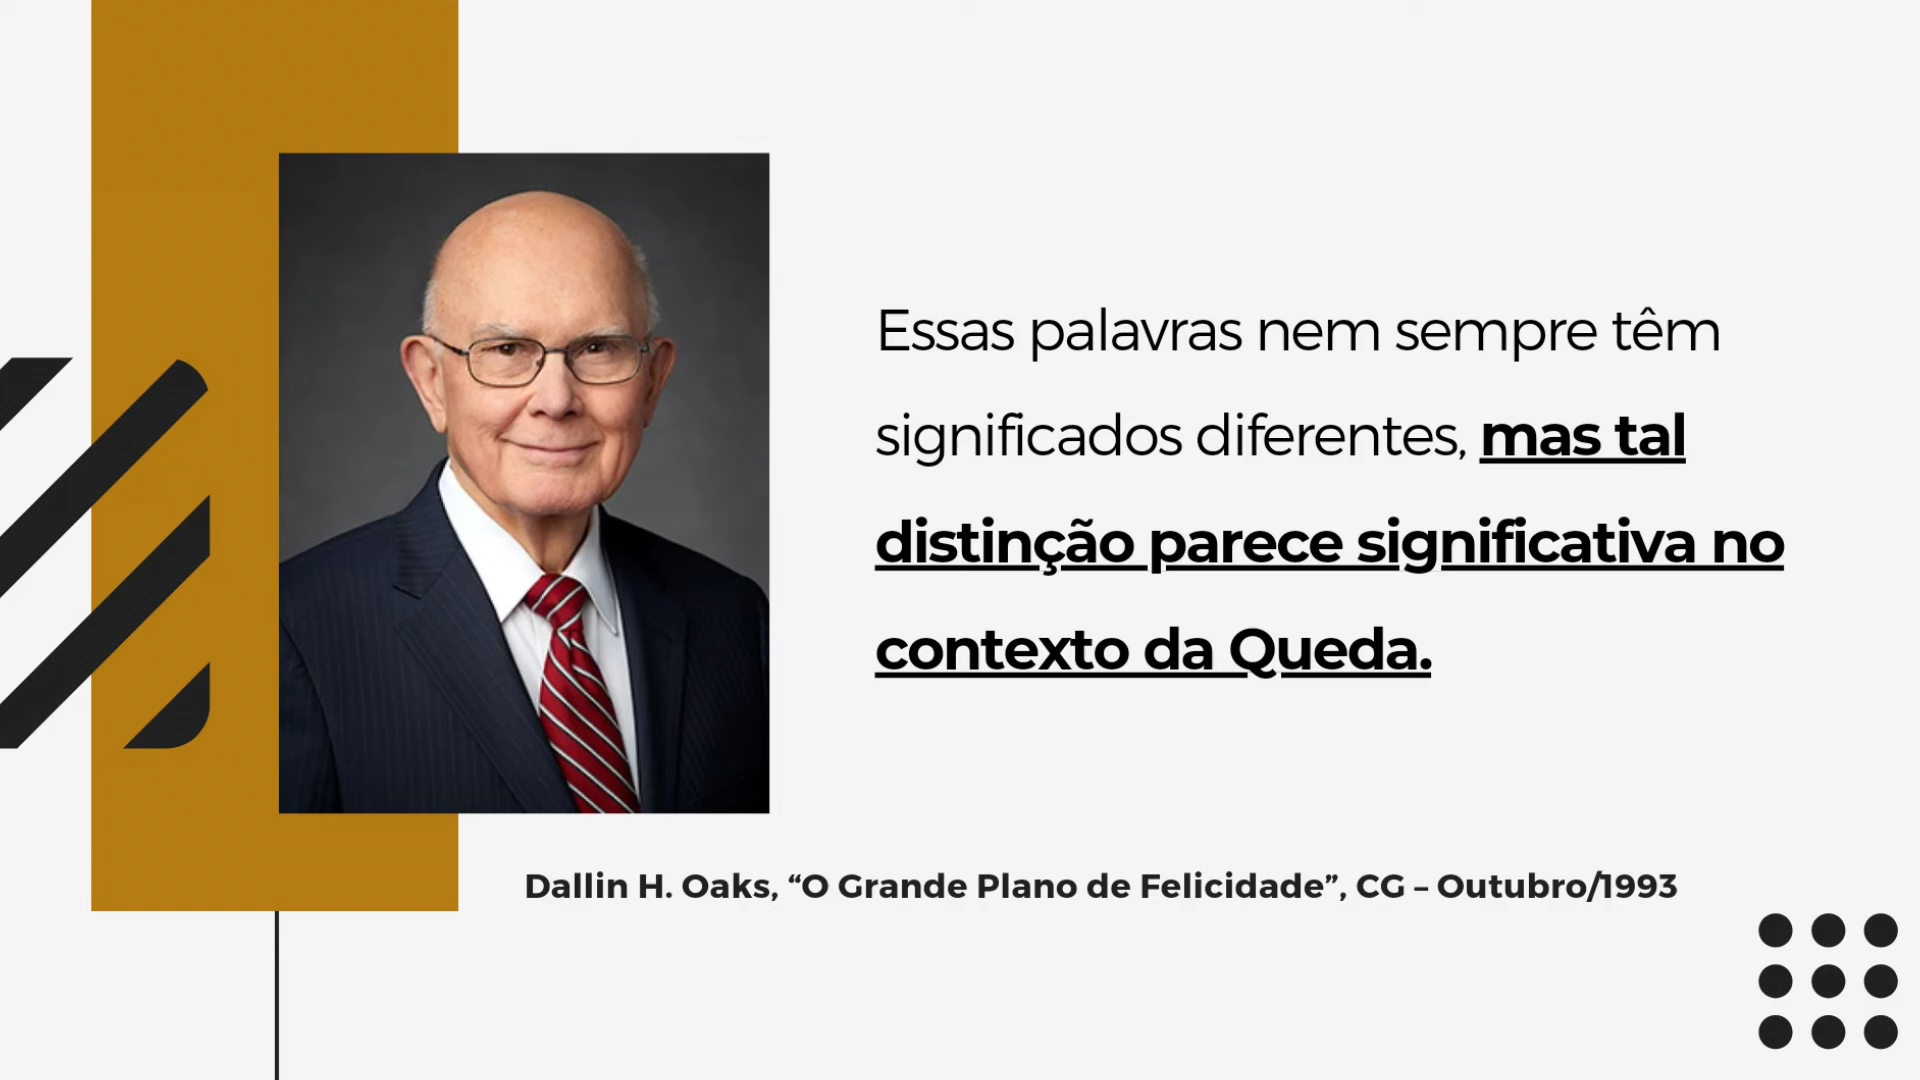 Essas palavras nem sempre têm
significados diferentes, mas tal
distinção parece significativa no
contexto da Queda.
Dallin H. Oaks, “O Grande Plano de Felicidade”, CG – Outubro/1993